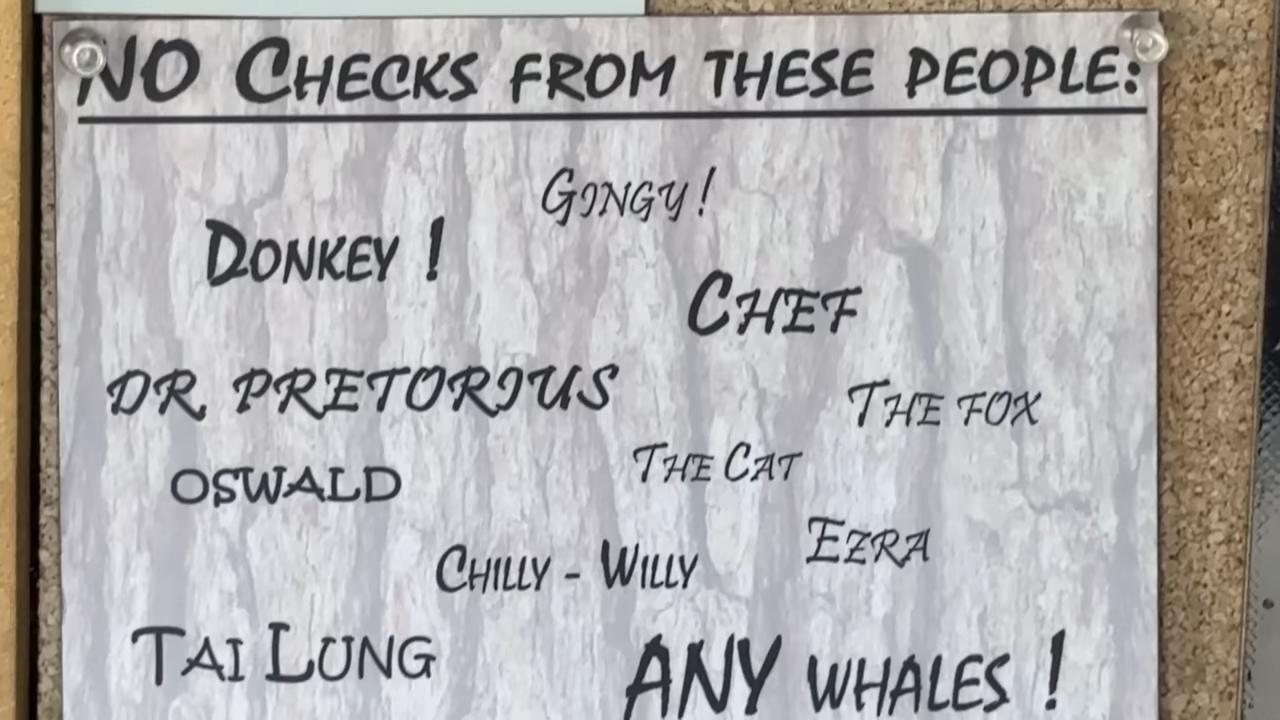 No Checks from these people:
Gingy!
Donkey !
Chef
DR. PRETORIUS
The fox
The Cat
OSWALD
Ezra
Chilly - Willy
Tai Lung
ANY whales !